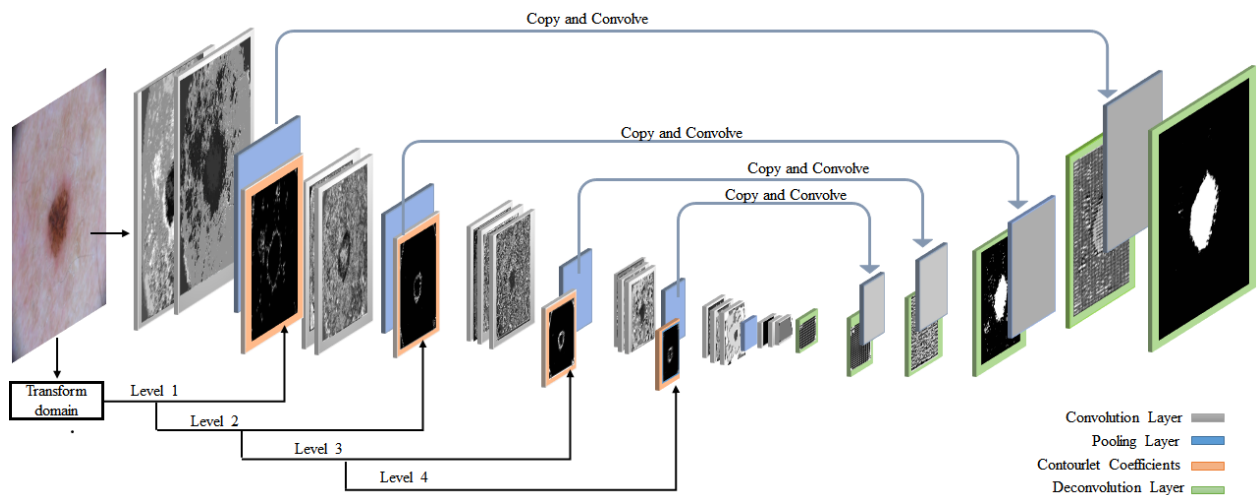 Copy and Convolve
Copy and Convolve
Copy and Convolve
Copy and Convolve
Transform
domain
Level 1
Level 2
Level 3
Level 4
Convolution Layer
Pooling Layer
Contourlet Coefficients
Deconvolution Layer